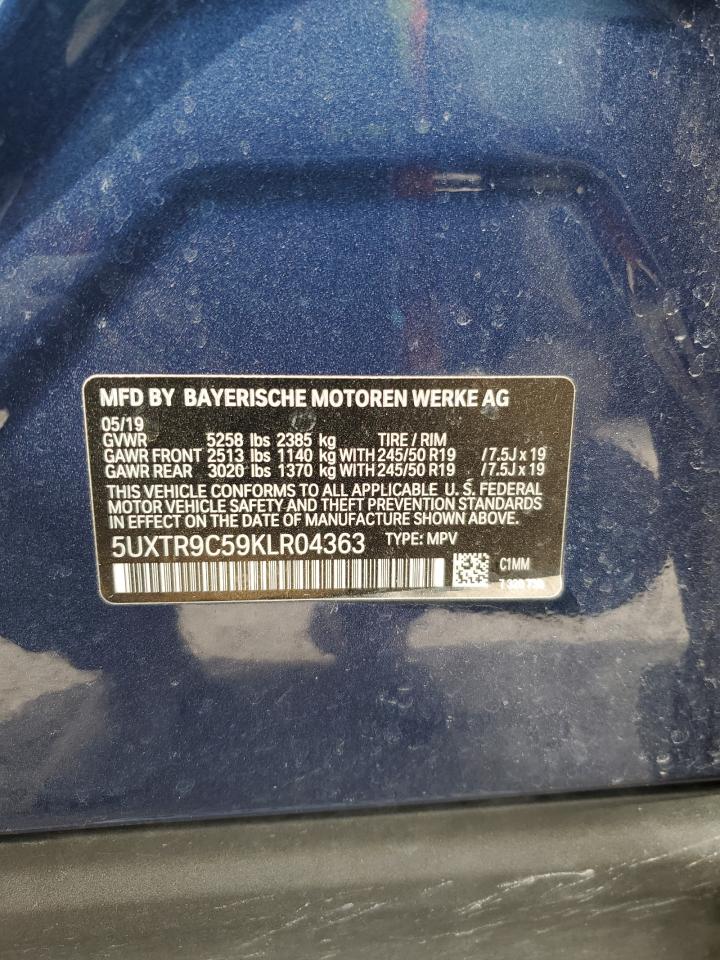 MFD BY BAYERISCHE MOTOREN WERKE AG
05/19
GVWR 5258 lbs 2385 kg TIRE / RIM
GAWR FRONT 2513 lbs 1140 kg WITH 245/50 R19 / 7.5J x 19
GAWR REAR 3020 lbs 1370 kg WITH 245/50 R19 / 7.5J x 19
THIS VEHICLE CONFORMS TO ALL APPLICABLE U. S. FEDERAL
MOTOR VEHICLE SAFETY AND THEFT PREVENTION STANDARDS
IN EFFECT ON THE DATE OF MANUFACTURE SHOWN ABOVE.
5UXTR9C59KLR04363 TYPE: MPV
C1MM